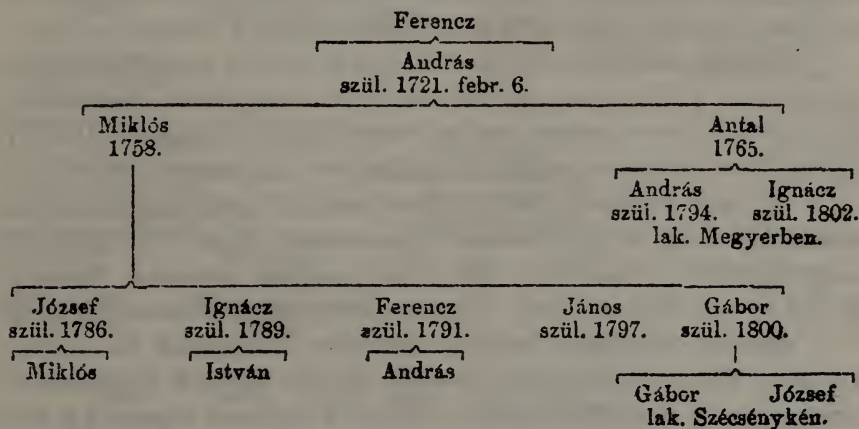 Ferencz
András
szül. 1721. febr. 6.
Miklós Antal
1758. 1765.
András Ignácz
szül. 1794. szül. 1802.
lak. Megyerben.
József Ignácz Ferencz János Gábor
szül. 1786. szül. 1789. szül. 1791. szül. 1797. szül. 1800.
Miklós István András
Gábor József
lak. Szécsénykén.